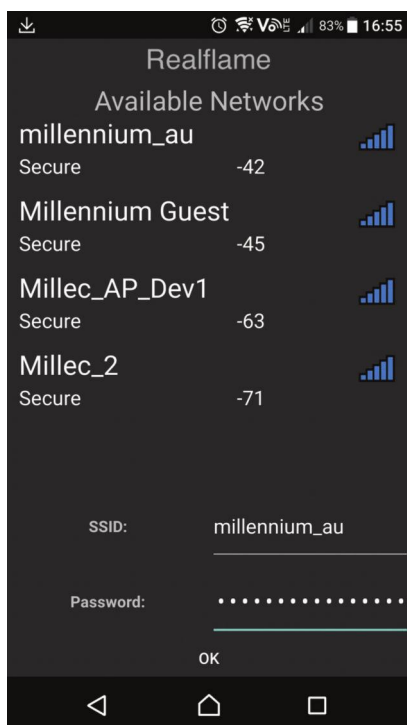 83% 16:55
Realflame
Available Networks
millennium_au
Secure -42
Millennium Guest
Secure -45
Millec_AP_Dev1
Secure -63
Millec_2
Secure -71
SSID: millennium_au
Password: ················
OK